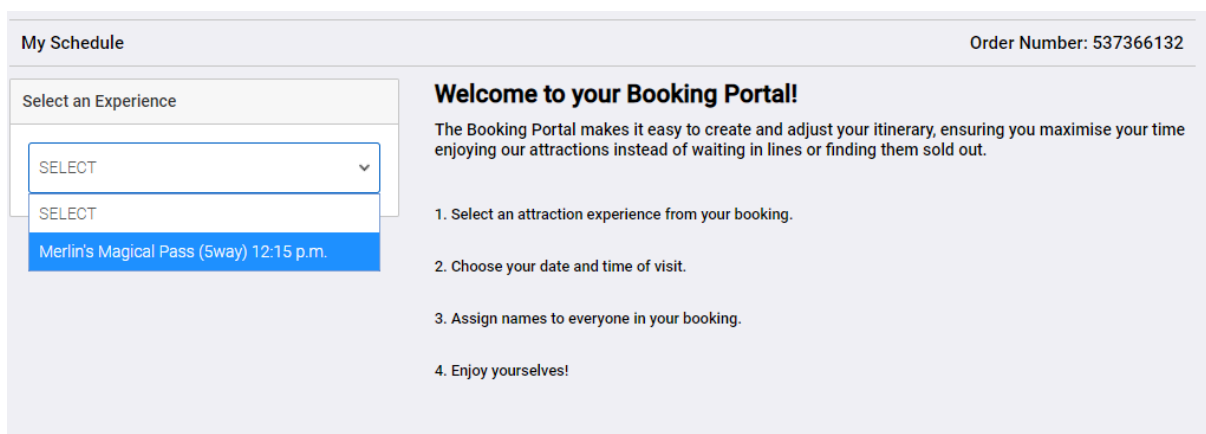 My Schedule
Order Number: 537366132
Select an Experience
SELECT
SELECT
Merlin's Magical Pass (5way) 12:15 p.m.
Welcome to your Booking Portal!
The Booking Portal makes it easy to create and adjust your itinerary, ensuring you maximise your time
enjoying our attractions instead of waiting in lines or finding them sold out.
1. Select an attraction experience from your booking.
2. Choose your date and time of visit.
3. Assign names to everyone in your booking.
4. Enjoy yourselves!